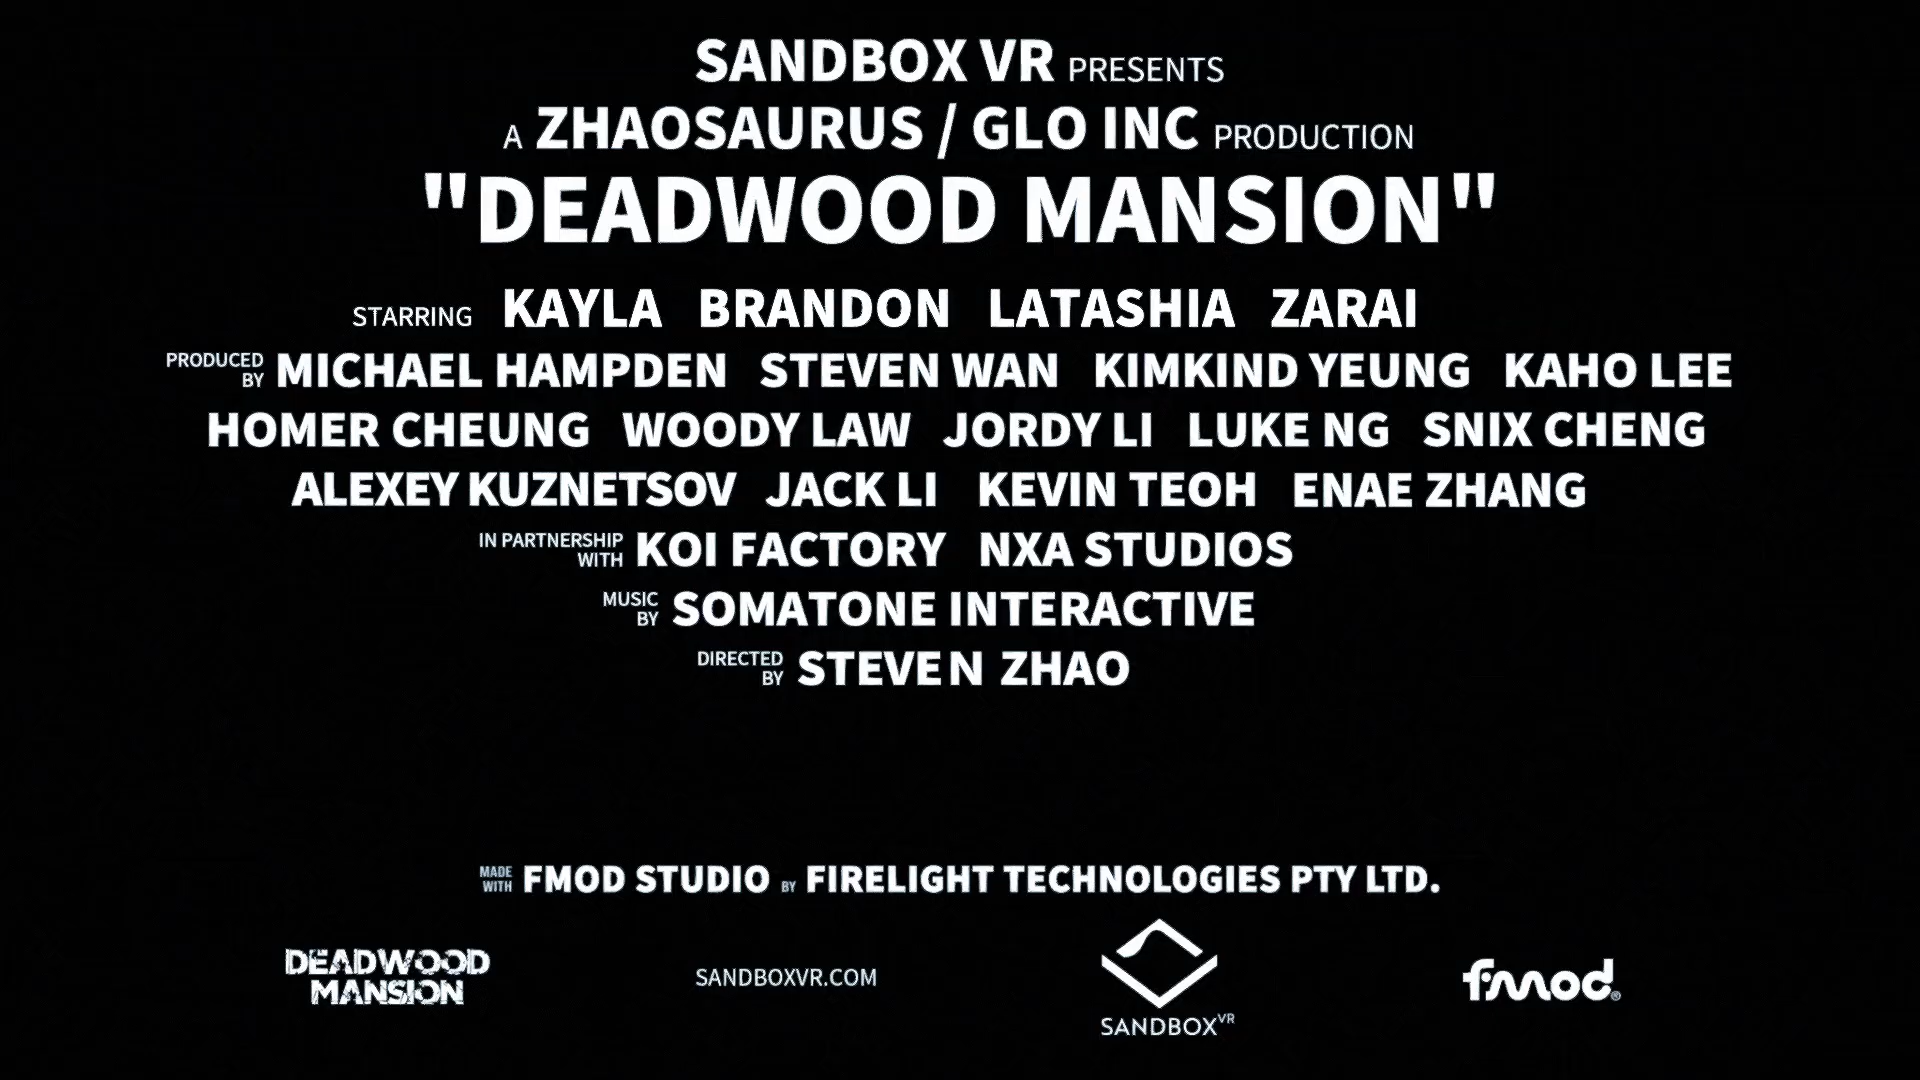 SANDBOX VR PRESENTS
A ZHAOSAURUS / GLO INC PRODUCTION
"DEADWOOD MANSION"
STARRING KAYLA BRANDON LATASHIA ZARAI
PRODUCED BY MICHAEL HAMPDEN STEVEN WAN KIMKIND YEUNG KAHO LEE
HOMER CHEUNG WOODY LAW JORDY LI LUKE NG SNIX CHENG
ALEXEY KUZNETSOV JACK LI KEVIN TEOH ENAE ZHANG
IN PARTNERSHIP WITH KOI FACTORY NXA STUDIOS
MUSIC BY SOMATONE INTERACTIVE
DIRECTED BY STEVEN ZHAO
MADE WITH FMOD STUDIO BY FIRELIGHT TECHNOLOGIES PTY LTD.
DEADWOOD
MANSION
SANDBOXVR.COM
SANDBOX VR
fmod®